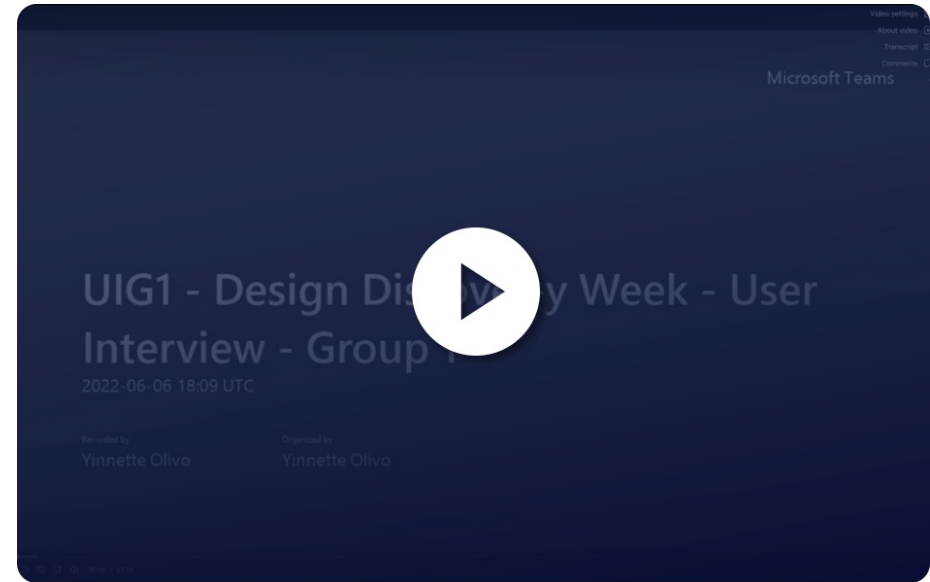 Video settings
About video
Transcript
Comments
Microsoft Teams
UIG1 - Design Discovery Week - User
Interview - Group 1
2022-06-06 18:09 UTC
Recorded by
Organized by
Yinnette Olivo
Yinnette Olivo